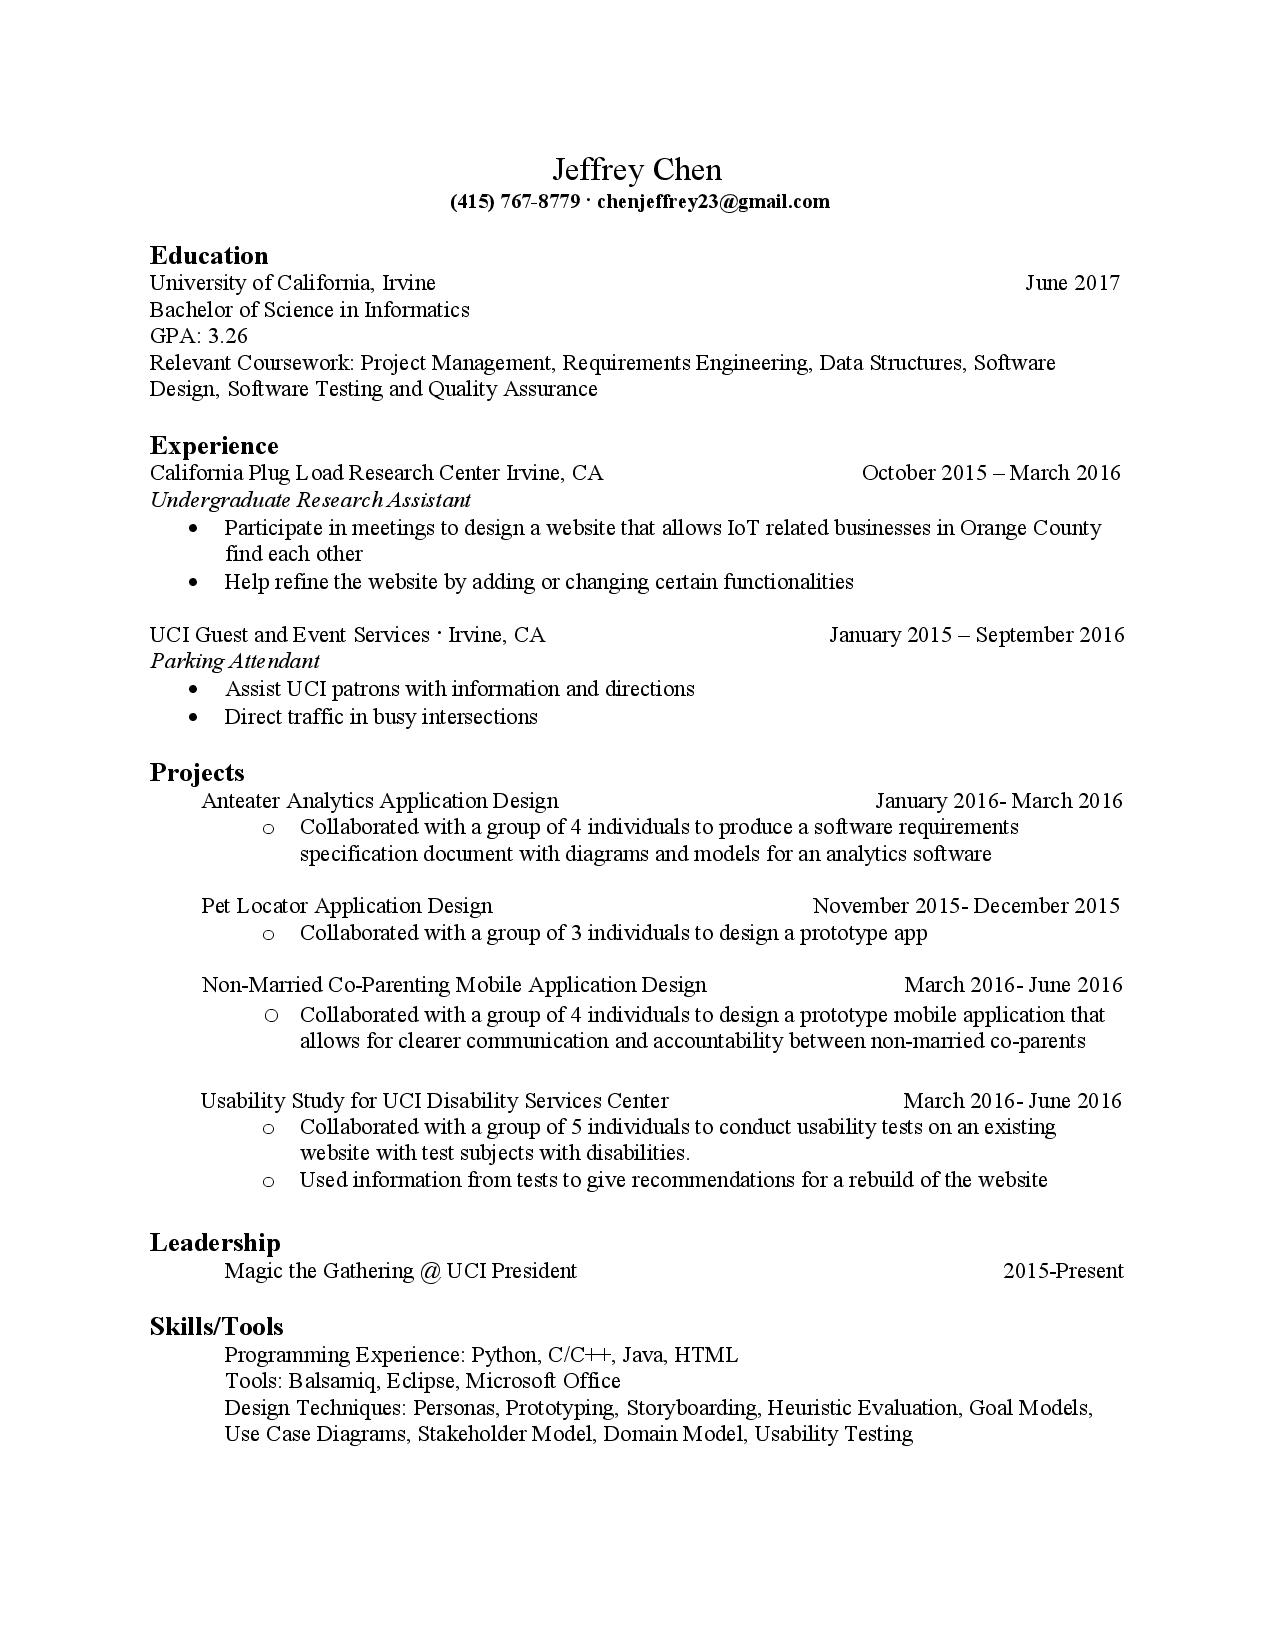 Jeffrey Chen
(415) 767-8779 · chenjeffrey23@gmail.com
Education
University of California, Irvine June 2017
Bachelor of Science in Informatics
GPA: 3.26
Relevant Coursework: Project Management, Requirements Engineering, Data Structures, Software
Design, Software Testing and Quality Assurance
Experience
California Plug Load Research Center Irvine, CA October 2015 – March 2016
Undergraduate Research Assistant
• Participate in meetings to design a website that allows IoT related businesses in Orange County
find each other
• Help refine the website by adding or changing certain functionalities
UCI Guest and Event Services · Irvine, CA January 2015 – September 2016
Parking Attendant
• Assist UCI patrons with information and directions
• Direct traffic in busy intersections
Projects
Anteater Analytics Application Design January 2016- March 2016
o Collaborated with a group of 4 individuals to produce a software requirements
specification document with diagrams and models for an analytics software
Pet Locator Application Design November 2015- December 2015
o Collaborated with a group of 3 individuals to design a prototype app
Non-Married Co-Parenting Mobile Application Design March 2016- June 2016
o Collaborated with a group of 4 individuals to design a prototype mobile application that
allows for clearer communication and accountability between non-married co-parents
Usability Study for UCI Disability Services Center March 2016- June 2016
o Collaborated with a group of 5 individuals to conduct usability tests on an existing
website with test subjects with disabilities.
o Used information from tests to give recommendations for a rebuild of the website
Leadership
Magic the Gathering @ UCI President 2015-Present
Skills/Tools
Programming Experience: Python, C/C++, Java, HTML
Tools: Balsamiq, Eclipse, Microsoft Office
Design Techniques: Personas, Prototyping, Storyboarding, Heuristic Evaluation, Goal Models,
Use Case Diagrams, Stakeholder Model, Domain Model, Usability Testing